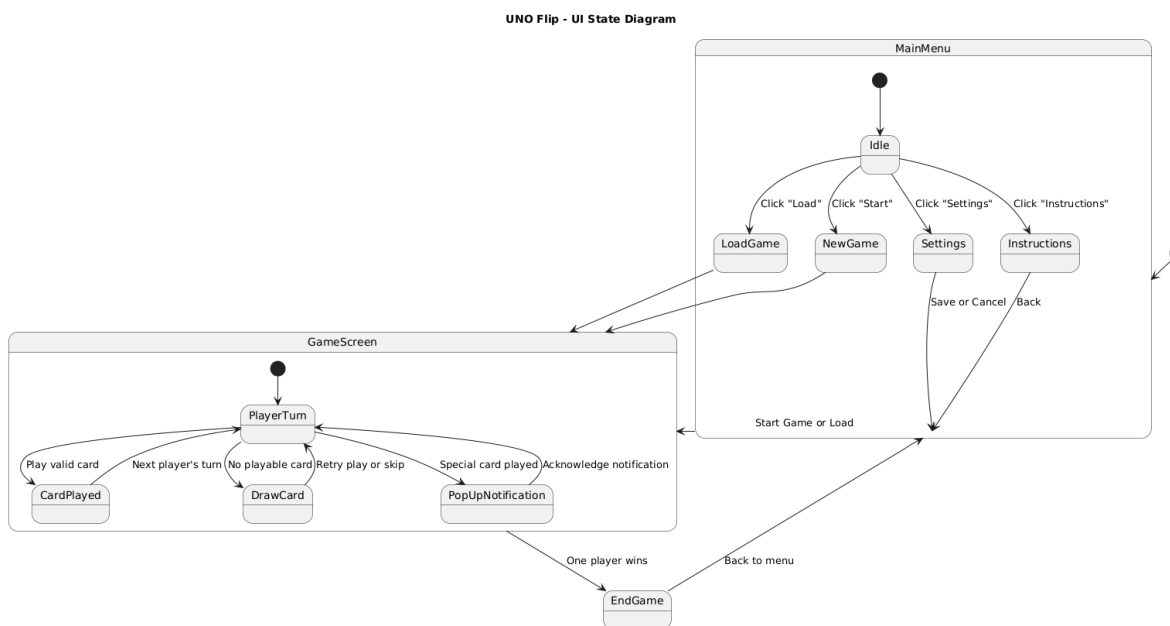 UNO Flip - UI State Diagram
MainMenu
Idle
Click "Load"
Click "Start"
Click "Settings"
Click "Instructions"
LoadGame
NewGame
Settings
Instructions
Save or Cancel
Back
GameScreen
PlayerTurn
Start Game or Load
Play valid card
Next player's turn
No playable card
Retry play or skip
Special card played
Acknowledge notification
CardPlayed
DrawCard
PopUpNotification
One player wins
Back to menu
EndGame